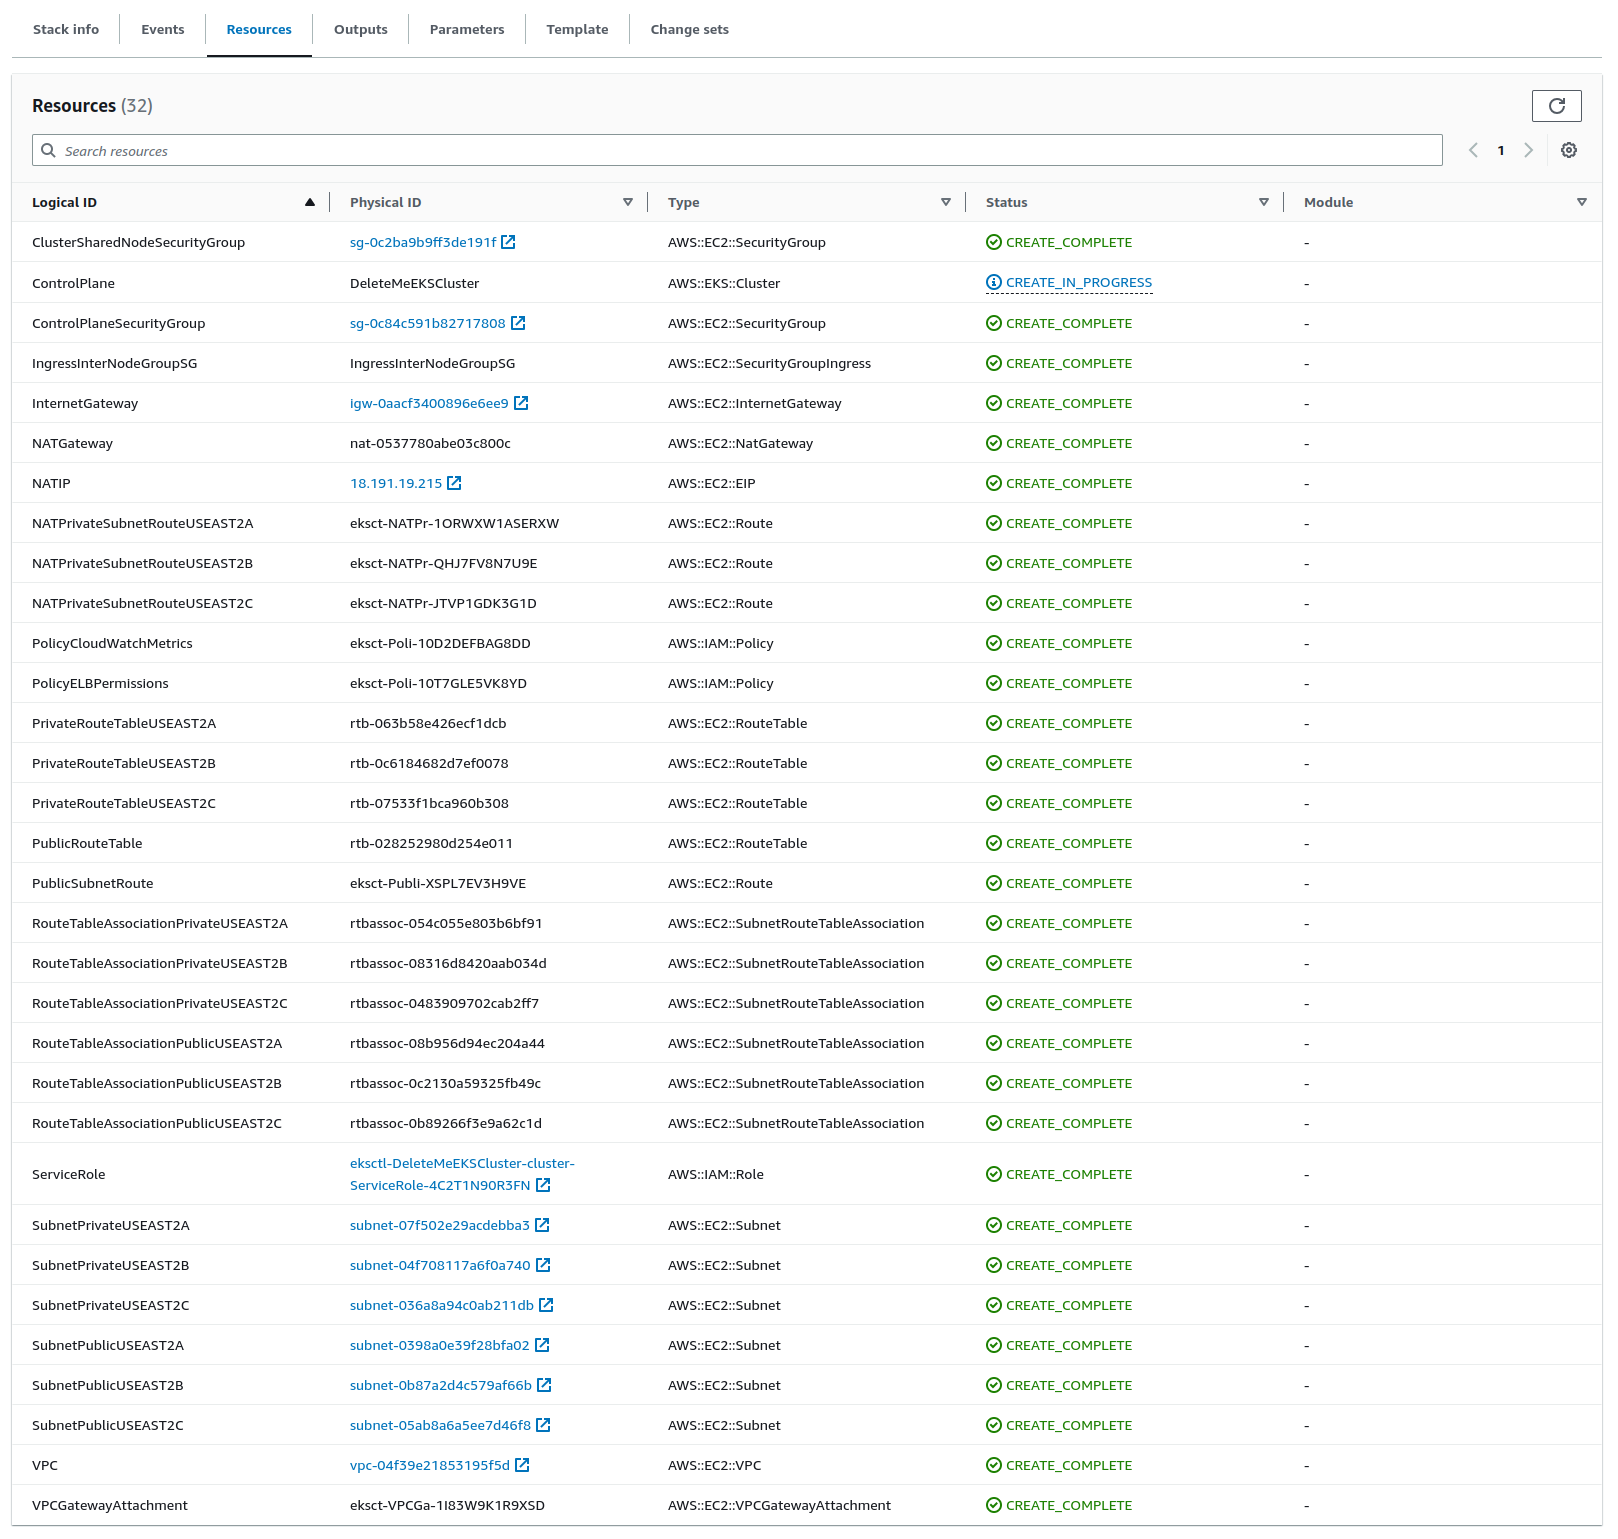 Stack info Events Resources Outputs Parameters Template Change sets
Resources (32)
Search resources 1
Logical ID Physical ID Type Status Module
ClusterSharedNodeSecurityGroup sg-0c2ba9b9ff3de191f AWS::EC2::SecurityGroup CREATE_COMPLETE -
ControlPlane DeleteMeEKSCluster AWS::EKS::Cluster CREATE_IN_PROGRESS -
ControlPlaneSecurityGroup sg-0c84c591b82717808 AWS::EC2::SecurityGroup CREATE_COMPLETE -
IngressInterNodeGroupSG IngressInterNodeGroupSG AWS::EC2::SecurityGroupIngress CREATE_COMPLETE -
InternetGateway igw-0aacf3400896e6ee9 AWS::EC2::InternetGateway CREATE_COMPLETE -
NATGateway nat-0537780abe03c800c AWS::EC2::NatGateway CREATE_COMPLETE -
NATIP 18.191.19.215 AWS::EC2::EIP CREATE_COMPLETE -
NATPrivateSubnetRouteUSEAST2A eksct-NATPr-1ORWXW1ASERXW AWS::EC2::Route CREATE_COMPLETE -
NATPrivateSubnetRouteUSEAST2B eksct-NATPr-QHJ7FV8N7U9E AWS::EC2::Route CREATE_COMPLETE -
NATPrivateSubnetRouteUSEAST2C eksct-NATPr-JTVP1GDK3G1D AWS::EC2::Route CREATE_COMPLETE -
PolicyCloudWatchMetrics eksct-Poli-10D2DEFBAG8DD AWS::IAM::Policy CREATE_COMPLETE -
PolicyELBPermissions eksct-Poli-10T7GLE5VK8YD AWS::IAM::Policy CREATE_COMPLETE -
PrivateRouteTableUSEAST2A rtb-063b58e426ecf1dcb AWS::EC2::RouteTable CREATE_COMPLETE -
PrivateRouteTableUSEAST2B rtb-0c6184682d7ef0078 AWS::EC2::RouteTable CREATE_COMPLETE -
PrivateRouteTableUSEAST2C rtb-07533f1bca960b308 AWS::EC2::RouteTable CREATE_COMPLETE -
PublicRouteTable rtb-028252980d254e011 AWS::EC2::RouteTable CREATE_COMPLETE -
PublicSubnetRoute eksct-Publi-XSPL7EV3H9VE AWS::EC2::Route CREATE_COMPLETE -
RouteTableAssociationPrivateUSEAST2A rtbassoc-054c055e803b6bf91 AWS::EC2::SubnetRouteTableAssociation CREATE_COMPLETE -
RouteTableAssociationPrivateUSEAST2B rtbassoc-08316d8420aab034d AWS::EC2::SubnetRouteTableAssociation CREATE_COMPLETE -
RouteTableAssociationPrivateUSEAST2C rtbassoc-0483909702cab2ff7 AWS::EC2::SubnetRouteTableAssociation CREATE_COMPLETE -
RouteTableAssociationPublicUSEAST2A rtbassoc-08b956d94ec204a44 AWS::EC2::SubnetRouteTableAssociation CREATE_COMPLETE -
RouteTableAssociationPublicUSEAST2B rtbassoc-0c2130a59325fb49c AWS::EC2::SubnetRouteTableAssociation CREATE_COMPLETE -
RouteTableAssociationPublicUSEAST2C rtbassoc-0b89266f3e9a62c1d AWS::EC2::SubnetRouteTableAssociation CREATE_COMPLETE -
eksctl-DeleteMeEKSCluster-cluster-
ServiceRole ServiceRole-4C2T1N90R3FN AWS::IAM::Role CREATE_COMPLETE -
SubnetPrivateUSEAST2A subnet-07f502e29acdebba3 AWS::EC2::Subnet CREATE_COMPLETE -
SubnetPrivateUSEAST2B subnet-04f708117a6f0a740 AWS::EC2::Subnet CREATE_COMPLETE -
SubnetPrivateUSEAST2C subnet-036a8a94c0ab211db AWS::EC2::Subnet CREATE_COMPLETE -
SubnetPublicUSEAST2A subnet-0398a0e39f28bfa02 AWS::EC2::Subnet CREATE_COMPLETE -
SubnetPublicUSEAST2B subnet-0b87a2d4c579af66b AWS::EC2::Subnet CREATE_COMPLETE -
SubnetPublicUSEAST2C subnet-05ab8a6a5ee7d46f8 AWS::EC2::Subnet CREATE_COMPLETE -
VPC vpc-04f39e21853195f5d AWS::EC2::VPC CREATE_COMPLETE -
VPCGatewayAttachment eksct-VPCGa-1I83W9K1R9XSD AWS::EC2::VPCGatewayAttachment CREATE_COMPLETE -